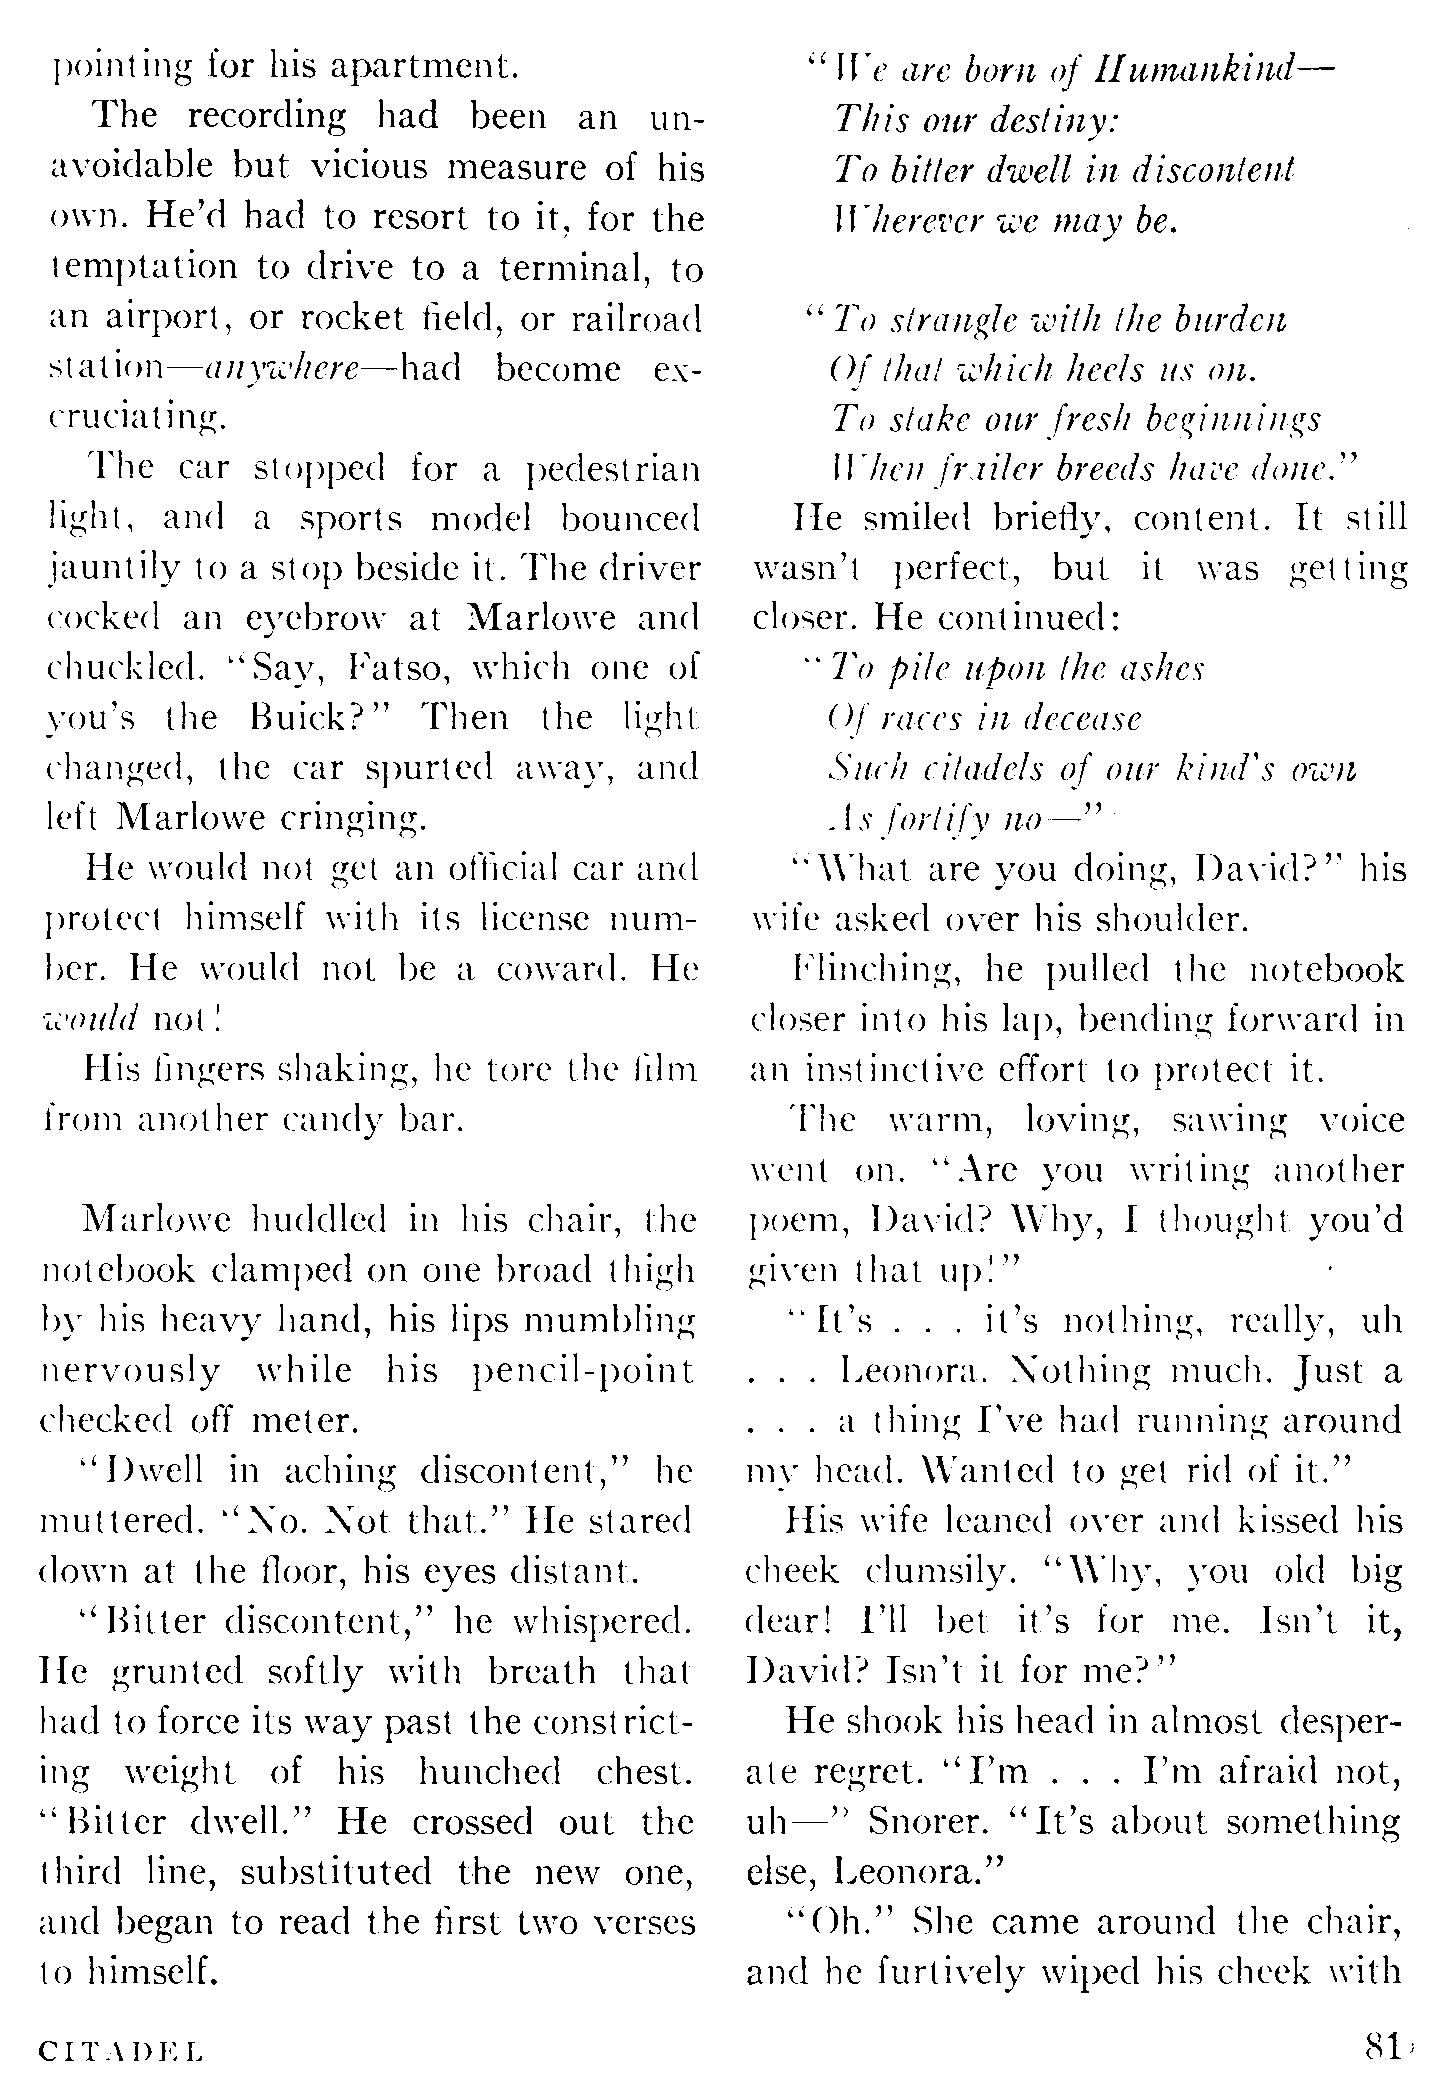 pointing for his apartment.
The recording had been an un-
avoidable but vicious measure of his
own. He'd had to resort to it, for the
temptation to drive to a terminal, to
an airport, or rocket field, or railroad
station—anywhere—had become ex-
cruciating.
The car stopped for a pedestrian
light, and a sports model bounced
jauntily to a stop beside it. The driver
cocked an eyebrow at Marlowe and
chuckled. "Say, Fatso, which one of
you's the Buick?" Then the light
changed, the car spurted away, and
left Marlowe cringing.
He would not get an official car and
protect himself with its license num-
ber. He would not be a coward. He
would not!
His fingers shaking, he tore the film
from another candy bar.
Marlowe huddled in his chair, the
notebook clamped on one broad thigh
by his heavy hand, his lips mumbling
nervously while his pencil-point
checked off meter.
"Dwell in aching discontent," he
muttered. "No. Not that." He stared
down at the floor, his eyes distant.
"Bitter discontent," he whispered.
He grunted softly with breath that
had to force its way past the constrict-
ing weight of his hunched chest.
"Bitter dwell." He crossed out the
third line, substituted the new one,
and began to read the first two verses
to himself.
"We are born of Humankind—
This our destiny:
To bitter dwell in discontent
Wherever we may be.
"To strangle with the burden
Of that which heels us on.
To stake our fresh beginnings
When frailer breeds have done."
He smiled briefly, content. It still
wasn't perfect, but it was getting
closer. He continued:
"To pile upon the ashes
Of races in decease
Such citadels of our kind's own
As fortify no—"
"What are you doing, David?" his
wife asked over his shoulder.
Flinching, he pulled the notebook
closer into his lap, bending forward in
an instinctive effort to protect it.
The warm, loving, sawing voice
went on. "Are you writing another
poem, David? Why, I thought you'd
given that up!"
"It's . . . it's nothing, really, uh
. . . Leonora. Nothing much. Just a
. . . a thing I've had running around
my head. Wanted to get rid of it."
His wife leaned over and kissed his
cheek clumsily. "Why, you old big
dear! I'll bet it's for me. Isn't it,
David? Isn't it for me?"
He shook his head in almost desper-
ate regret. "I'm . . . I'm afraid not,
uh—" Snorer. "It's about something
else, Leonora."
"Oh." She came around the chair,
and he furtively wiped his cheek with
CITADEL
81